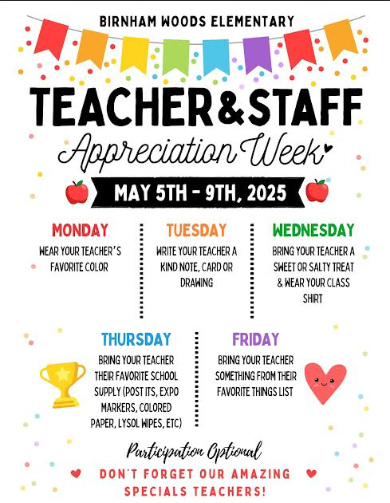 BIRNHAM WOODS ELEMENTARY
TEACHER&STAFF
Appreciation Week
MAY 5TH - 9TH, 2025
MONDAY
WEAR YOUR TEACHER'S
FAVORITE COLOR
TUESDAY
WRITE YOUR TEACHER A
KIND NOTE, CARD OR
DRAWING
WEDNESDAY
BRING YOUR TEACHER A
SWEET OR SALTY TREAT
& WEAR YOUR CLASS
SHIRT
THURSDAY
BRING YOUR TEACHER
THEIR FAVORITE SCHOOL
SUPPLY (POST ITS, EXPO
MARKERS, COLORED
PAPER, LYSOL WIPES, ETC)
FRIDAY
BRING YOUR TEACHER
SOMETHING FROM THEIR
FAVORITE THINGS LIST
Participation Optional
DON'T FORGET OUR AMAZING
SPECIALS TEACHERS!